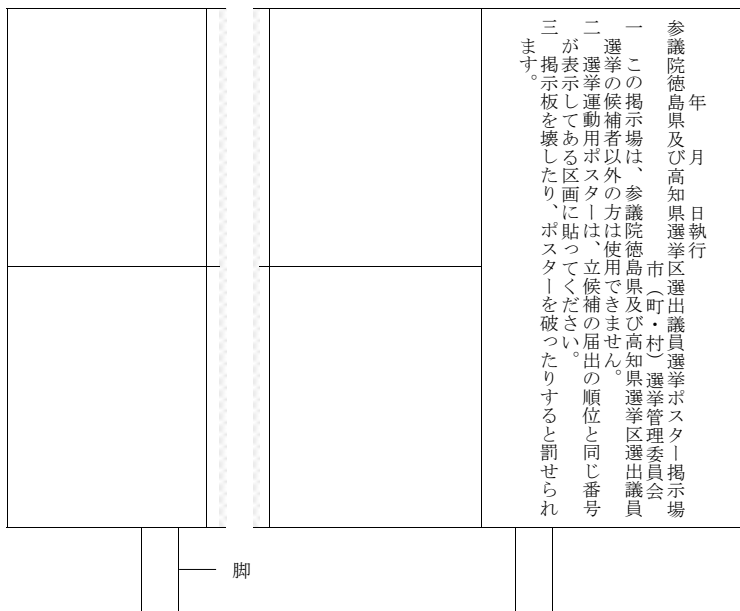 年　月　日執行
参議院徳島県及び高知県選挙区選出議員選挙ポスター掲示場
市（町・村）選挙管理委員会
一　この掲示場は、参議院徳島県及び高知県選挙区選出議員
選挙の候補者以外の方は使用できません。
二　選挙運動用ポスターは、立候補の届出の順位と同じ番号
が表示してある区画に貼ってください。
三　掲示板を壊したり、ポスターを破ったりすると罰せられ
ます。
脚